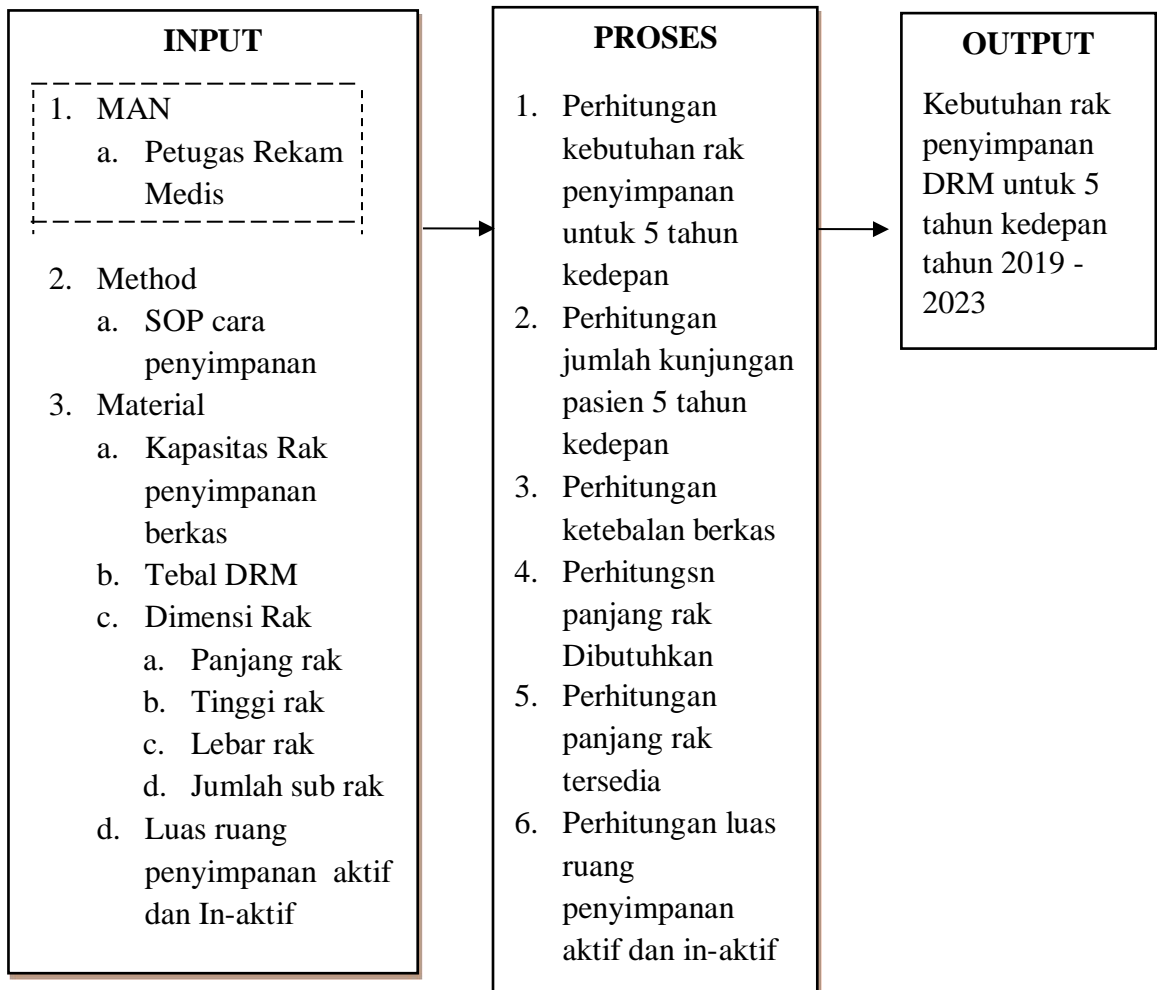 INPUT
1. MAN
a. Petugas Rekam
Medis
2. Method
a. SOP cara
penyimpanan
3. Material
a. Kapasitas Rak
penyimpanan
berkas
b. Tebal DRM
c. Dimensi Rak
a. Panjang rak
b. Tinggi rak
c. Lebar rak
d. Jumlah sub rak
d. Luas ruang
penyimpanan aktif
dan In-aktif
PROSES
1. Perhitungan
kebutuhan rak
penyimpanan
untuk 5 tahun
kedepan
2. Perhitungan
jumlah kunjungan
pasien 5 tahun
kedepan
3. Perhitungan
ketebalan berkas
4. Perhitungsn
panjang rak
Dibutuhkan
5. Perhitungan
panjang rak
tersedia
6. Perhitungan luas
ruang
penyimpanan
aktif dan in-aktif
OUTPUT
Kebutuhan rak
penyimpanan
DRM untuk 5
tahun kedepan
tahun 2019 -
2023